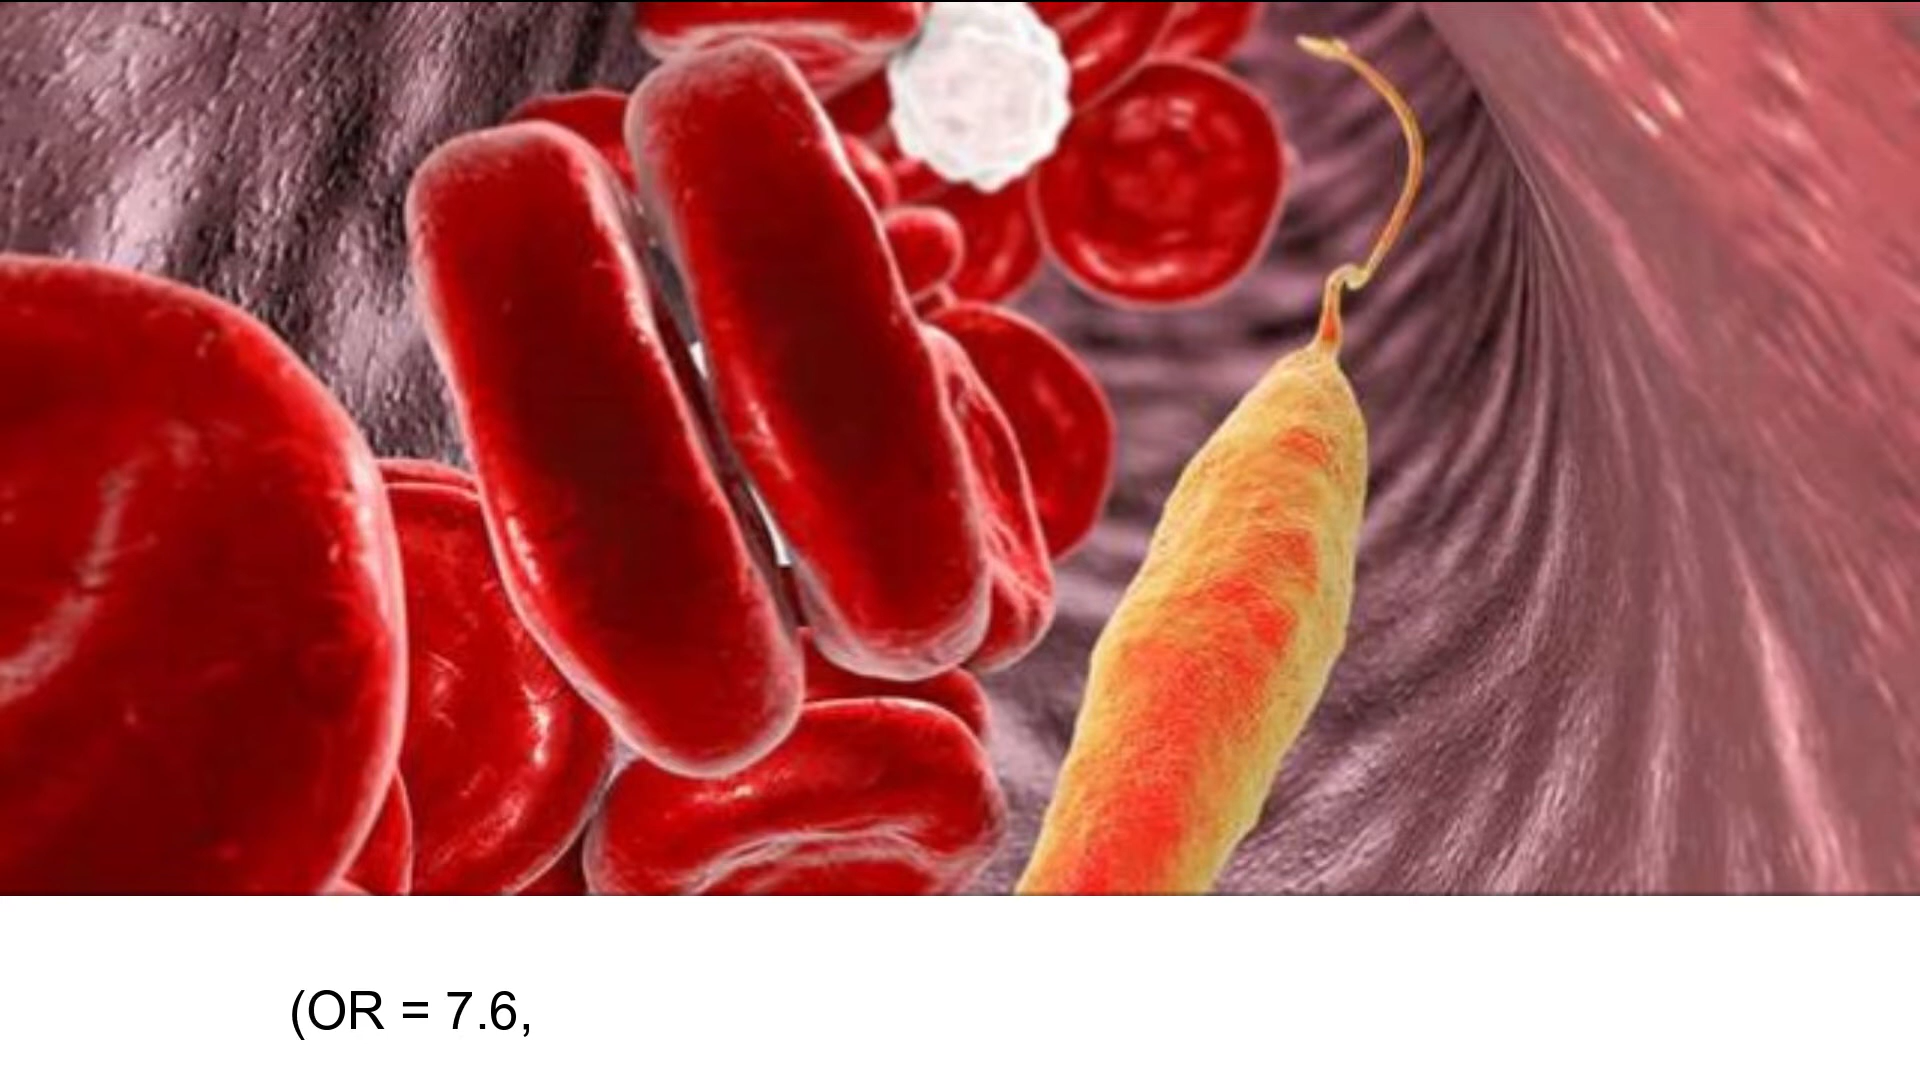 (OR = 7.6,